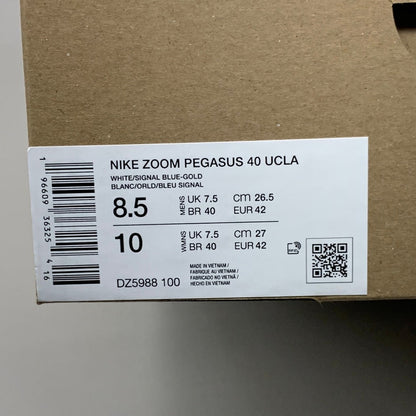 NIKE ZOOM PEGASUS 40 UCLA
WHITE/SIGNAL BLUE-GOLD
BLANC/ORLD/BLEU SIGNAL
8.5 MENS UK 7.5 CM 26.5
BR 40 EUR 42
10 WMNS UK 7.5 CM 27
BR 40 EUR 42
DZ5988 100
MADE IN VIETNAM /
FABRIQUE AU VIETNAM /
FABRICADO NO VIETNÃ /
HECHO EN VIETNAM
1 96609 36325 4 16